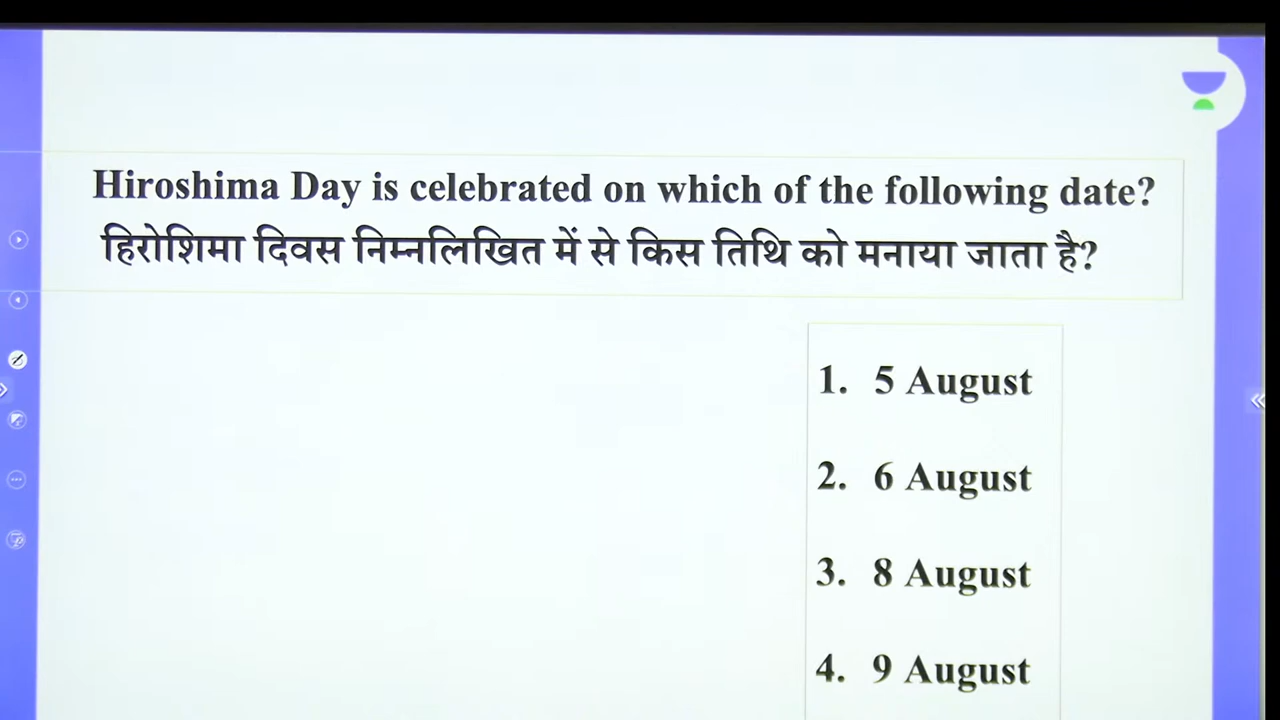 Hiroshima Day is celebrated on which of the following date?
हिरोशिमा दिवस निम्नलिखित में से किस तिथि को मनाया जाता है?
1. 5 August
2. 6 August
3. 8 August
4. 9 August